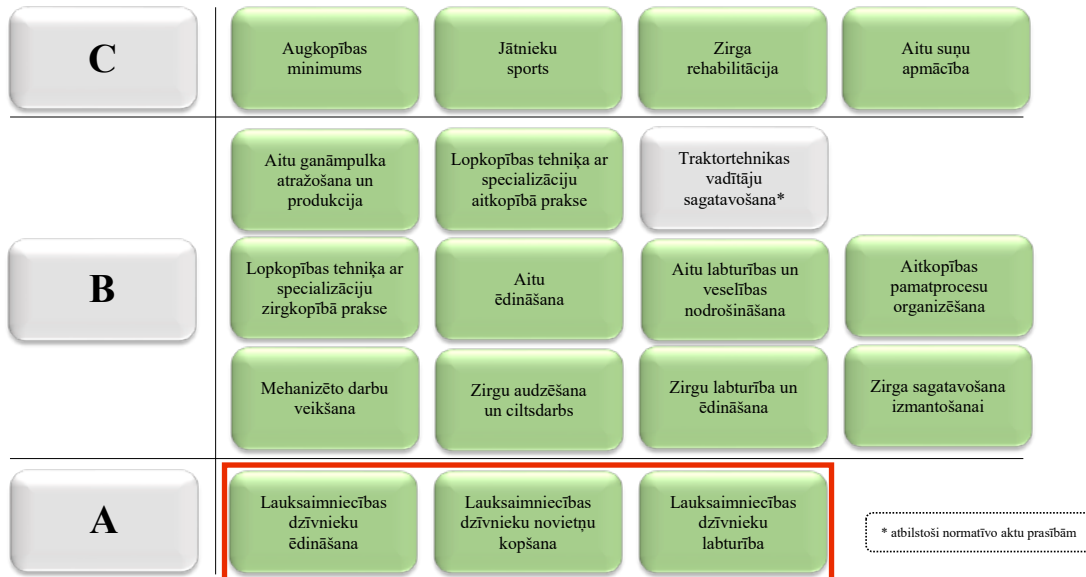 C
Augkopības
minimums
Jātnieku
sports
Zirga
rehabilitācija
Aitu suņu
apmācība
B
Aitu ganāmpulka
atražošana un
produkcija
Lopkopības tehniķa ar
specializāciju
aitkopībā prakse
Traktortehnikas
vadītāju
sagatavošana*
Lopkopības tehniķa ar
specializāciju
zirgkopībā prakse
Aitu
ēdināšana
Aitu labturības un
veselības
nodrošināšana
Aitkopības
pamatprocesu
organizēšana
Mehanizēto darbu
veikšana
Zirgu audzēšana
un ciltsdarbs
Zirgu labturība un
ēdināšana
Zirga sagatavošana
izmantošanai
A
Lauksaimniecības
dzīvnieku
ēdināšana
Lauksaimniecības
dzīvnieku novietņu
kopšana
Lauksaimniecības
dzīvnieku
labturība
* atbilstoši normatīvo aktu prasībām